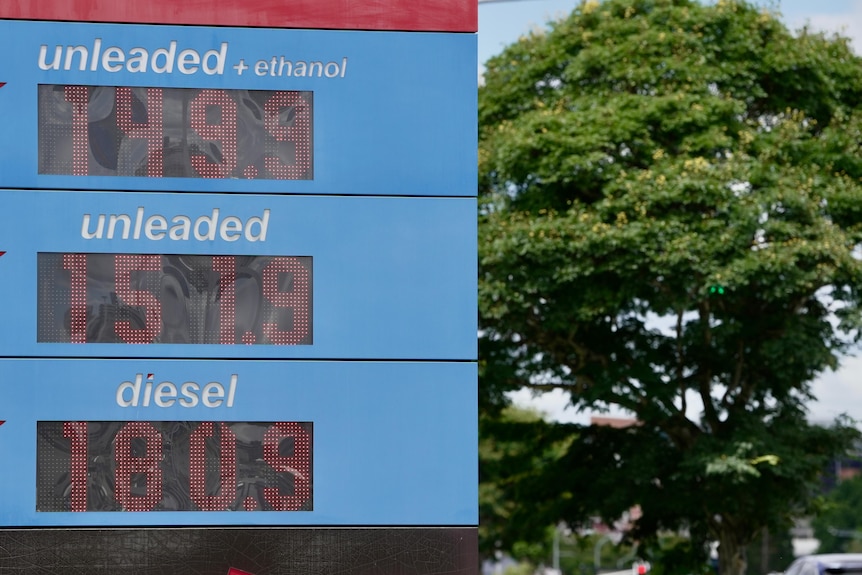 unleaded + ethanol
149.9
unleaded
151.9
diesel
180.9